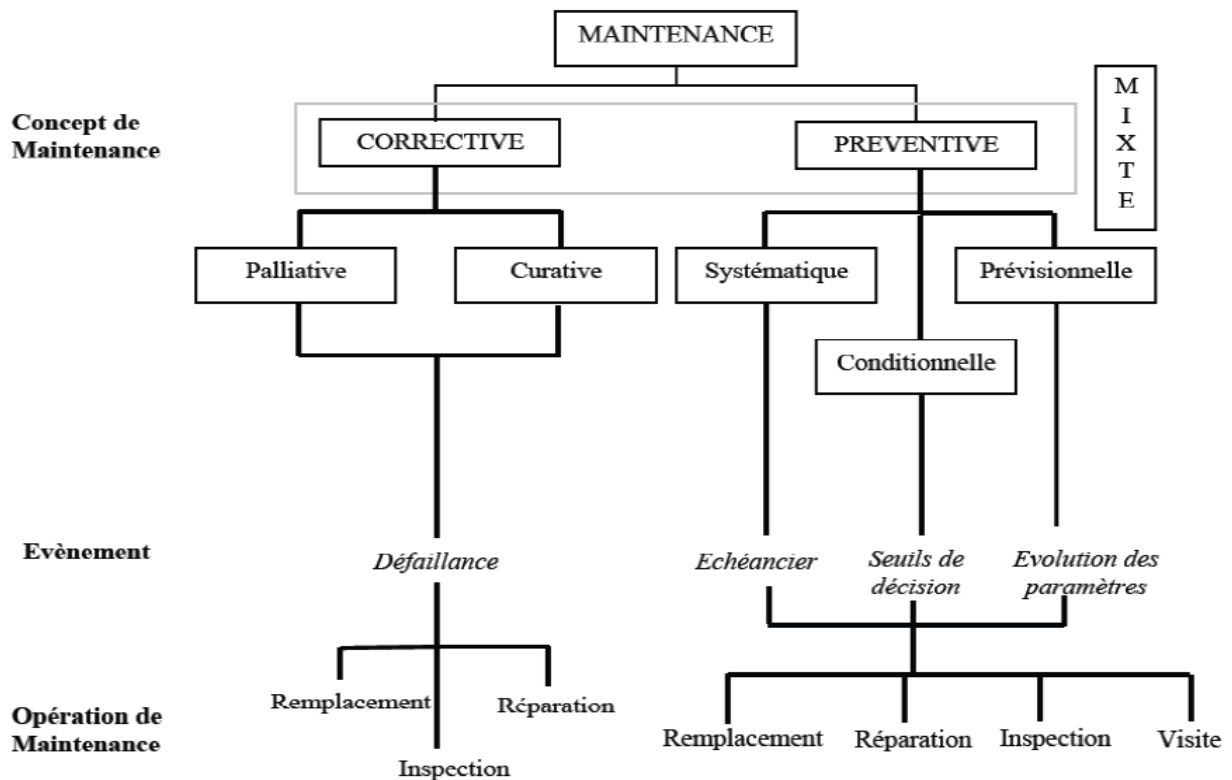 MAINTENANCE
M
I
X
T
E
Concept de
Maintenance
CORRECTIVE
PREVENTIVE
Palliative
Curative
Systématique
Prévisionnelle
Conditionnelle
Evènement
Défaillance
Echéancier
Seuils de
décision
Evolution des
paramètres
Opération de
Maintenance
Remplacement
Réparation
Inspection
Remplacement
Réparation
Inspection
Visite